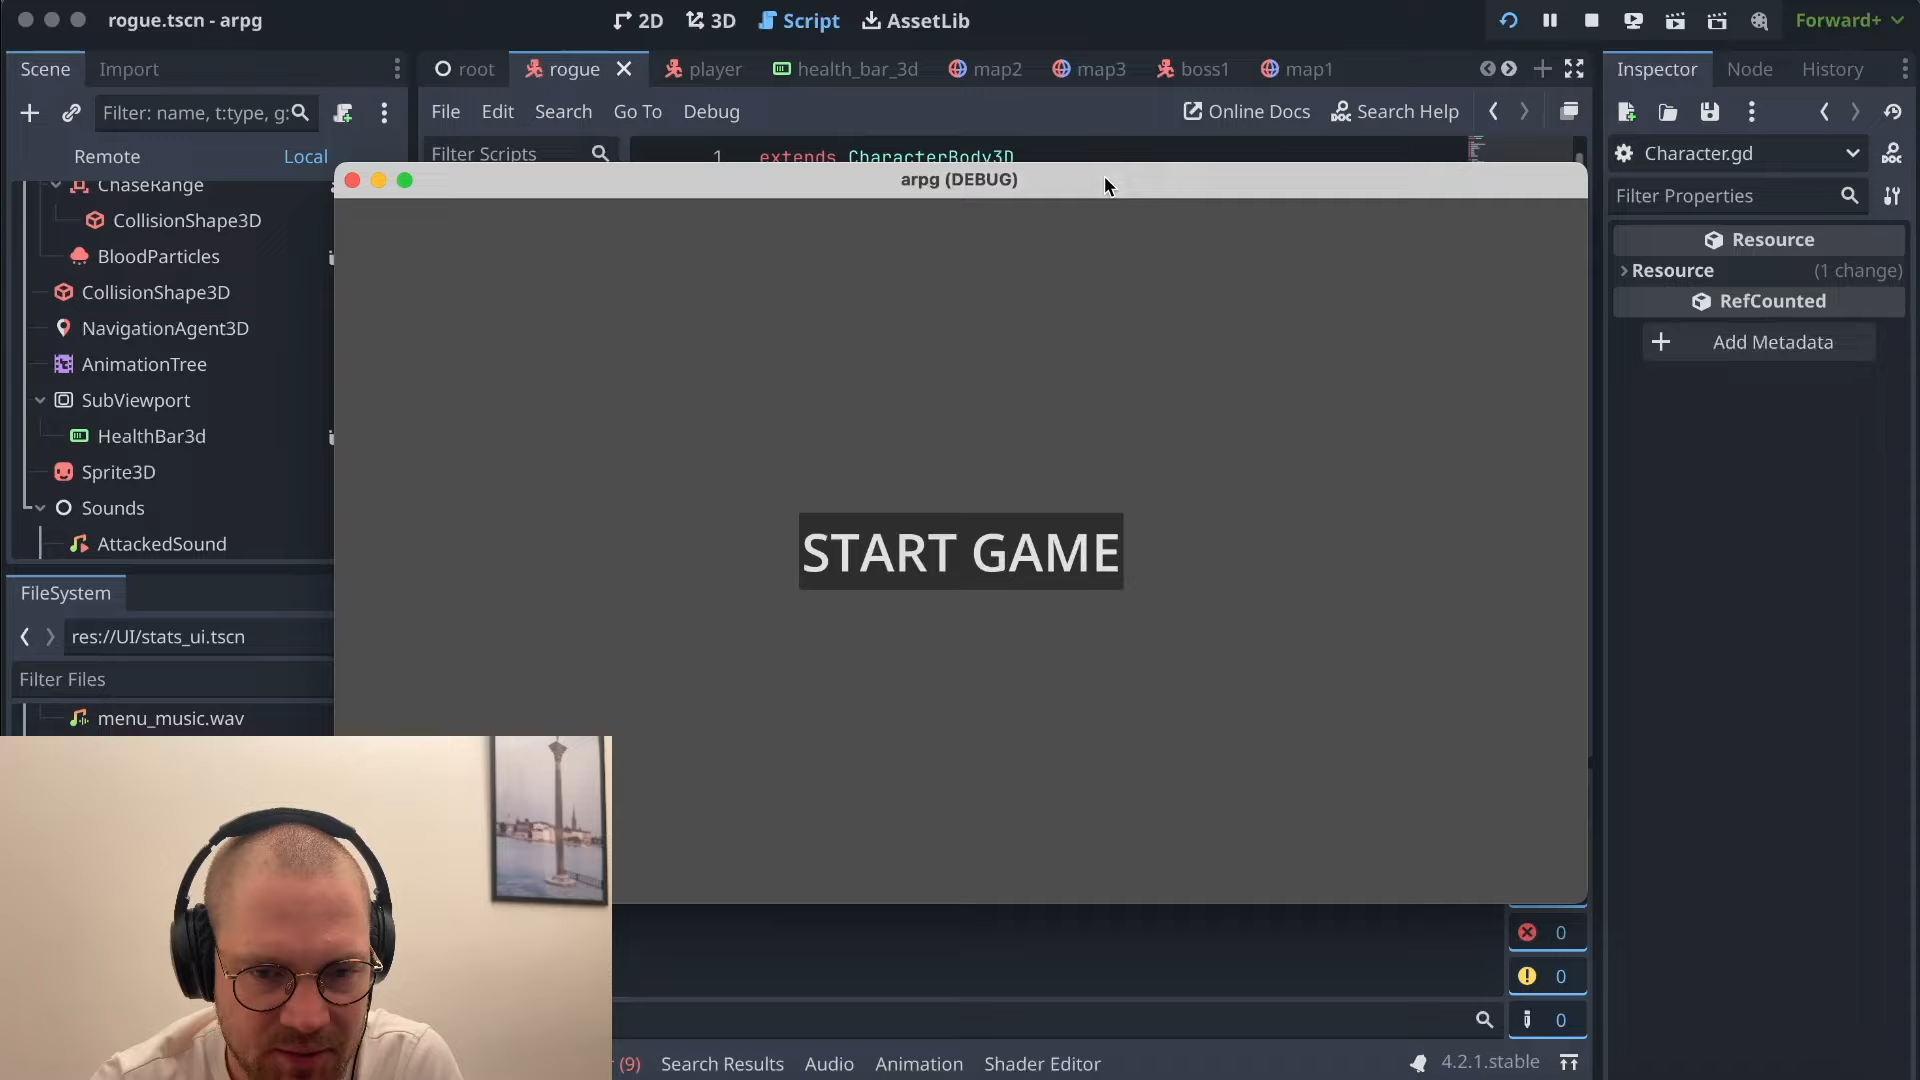 rogue.tscn - arpg
2D
3D
Script
AssetLib
Forward+
Scene
Import
root
rogue
player
health_bar_3d
map2
map3
boss1
map1
Inspector
Node
History
Filter: name, t:type, g:
File
Edit
Search
Go To
Debug
Online Docs
Search Help
Remote
Local
Filter Scripts
1
extends CharacterBody3D
Character.gd
arpg (DEBUG)
Filter Properties
ChaseRange
CollisionShape3D
BloodParticles
CollisionShape3D
NavigationAgent3D
AnimationTree
SubViewport
HealthBar3d
Sprite3D
Sounds
AttackedSound
Resource
Resource
(1 change)
RefCounted
Add Metadata
START GAME
FileSystem
res://UI/stats_ui.tscn
Filter Files
menu_music.wav
0
0
0
(9)
Search Results
Audio
Animation
Shader Editor
4.2.1.stable